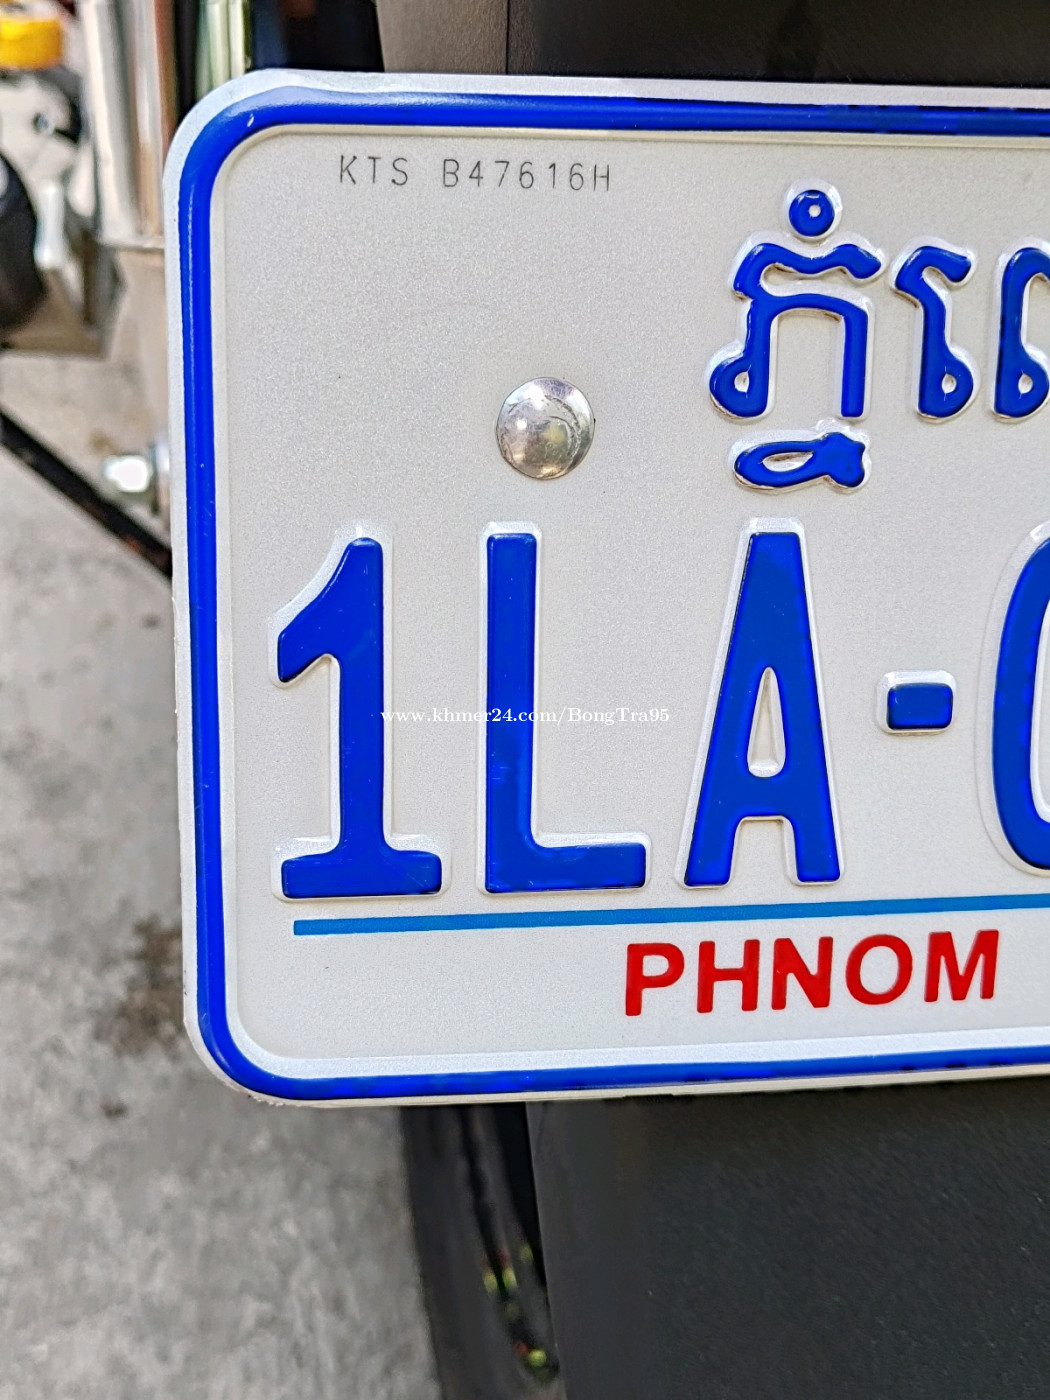 KTS B47616H
1LA-
www.khmer24.com/BongTra95
PHNOM